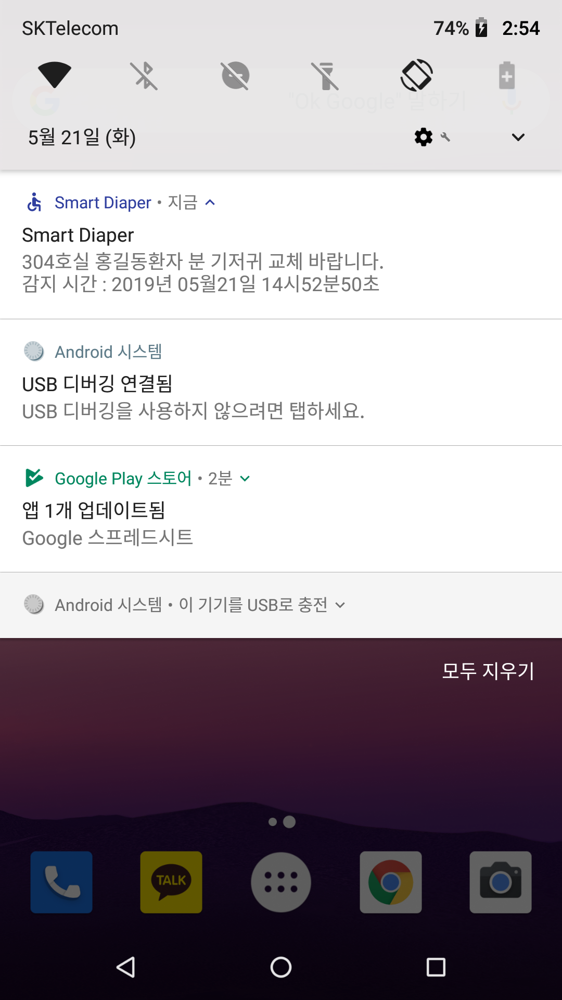 SKTelecom 74% 2:54
"Ok Google" 말하기
5월 21일 (화)
Smart Diaper • 지금
Smart Diaper
304호실 홍길동환자 분 기저귀 교체 바랍니다.
감지 시간 : 2019년 05월21일 14시52분50초
Android 시스템
USB 디버깅 연결됨
USB 디버깅을 사용하지 않으려면 탭하세요.
Google Play 스토어 • 2분
앱 1개 업데이트됨
Google 스프레드시트
Android 시스템 • 이 기기를 USB로 충전
모두 지우기
TALK